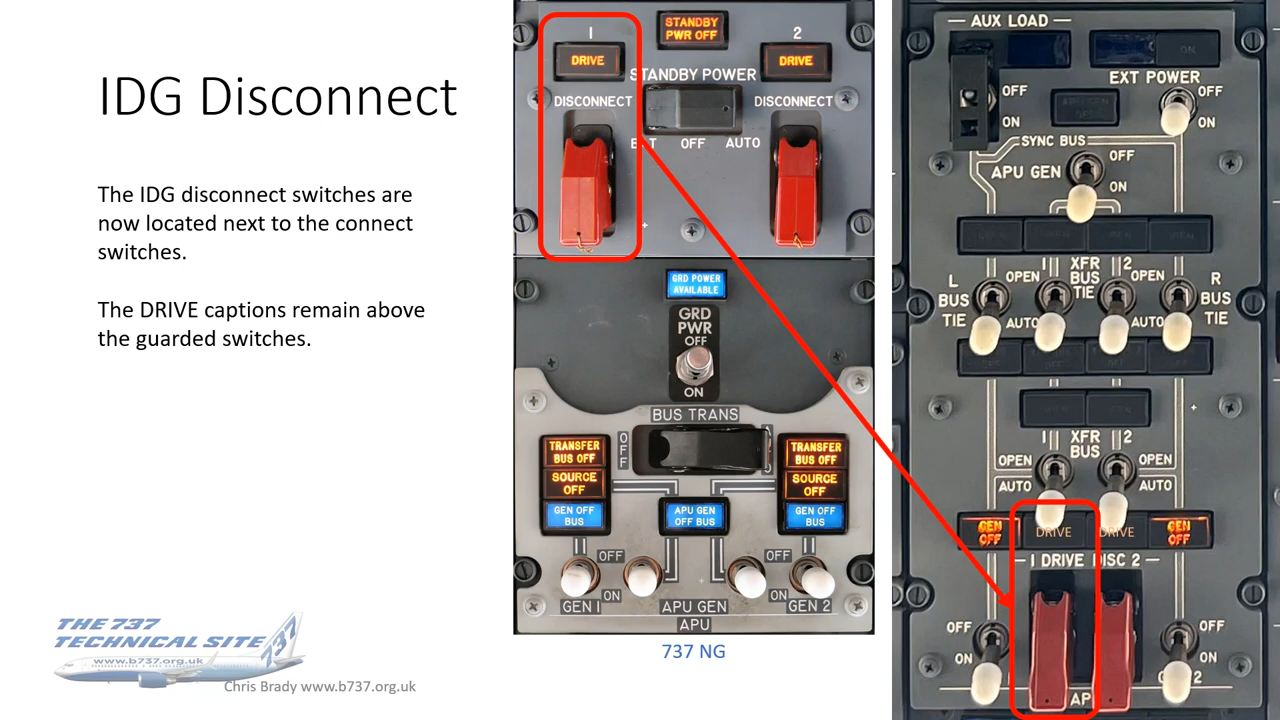 IDG Disconnect
The IDG disconnect switches are
now located next to the connect
switches.
The DRIVE captions remain above
the guarded switches.
THE 737
TECHNICAL SITE
737
www.b737.org.uk
Chris Brady www.b737.org.uk
1
STANDBY
PWR OFF
2
DRIVE
DRIVE
STANDBY POWER
DISCONNECT
DISCONNECT
OFF
AUTO
GRD POWER
AVAILABLE
GRD
PWR
OFF
ON
BUS TRANS
OFF
TRANSFER
BUS OFF
SOURCE
OFF
GEN OFF
BUS
APU GEN
OFF BUS
TRANSFER
BUS OFF
SOURCE
OFF
GEN OFF
BUS
OFF
OFF
ON
ON
GEN 1
APU GEN
GEN 2
APU
737 NG
AUX LOAD
ON
EXT POWER
OFF
OFF
ON
ON
SYNC BUS
OFF
APU GEN
ON
1
XFR
BUS
TIE
2
OPEN
OPEN
L
BUS
TIE
R
BUS
TIE
AUTO
AUTO
1
XFR
BUS
2
OPEN
OPEN
AUTO
AUTO
GEN
OFF
DRIVE
DRIVE
GEN
OFF
1 DRIVE DISC 2
OFF
OFF
ON
ON
2